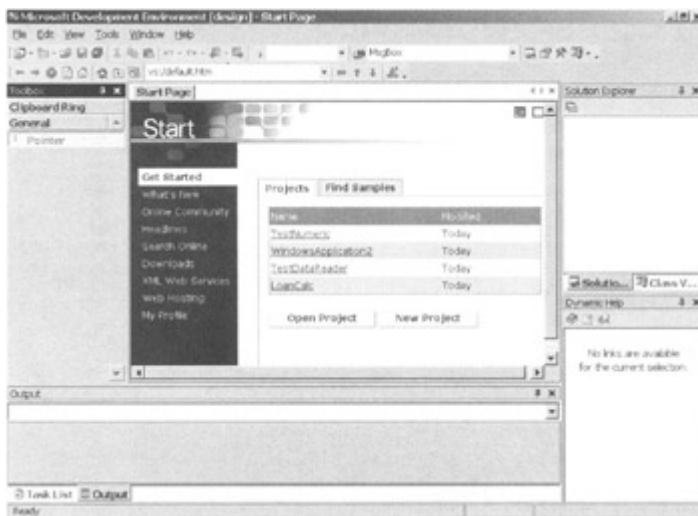 Microsoft Development Environment [design] - Start Page
File Edit View Tools Window Help
MsgBox
vs:/default.htm
Toolbox
Clipboard Ring
General
Pointer
Start Page
Start
Get Started
What's New
Online Community
Headlines
Search Online
Downloads
XML Web Services
Web Hosting
My Profile
Projects Find Samples
Name Modified
TestNumeric Today
WindowsApplication2 Today
TestDataReader Today
LoanCalc Today
Open Project New Project
Solution Explorer
Solutio... Class V...
Dynamic Help
No links are available
for the current selection.
Output
Task List Output
Ready